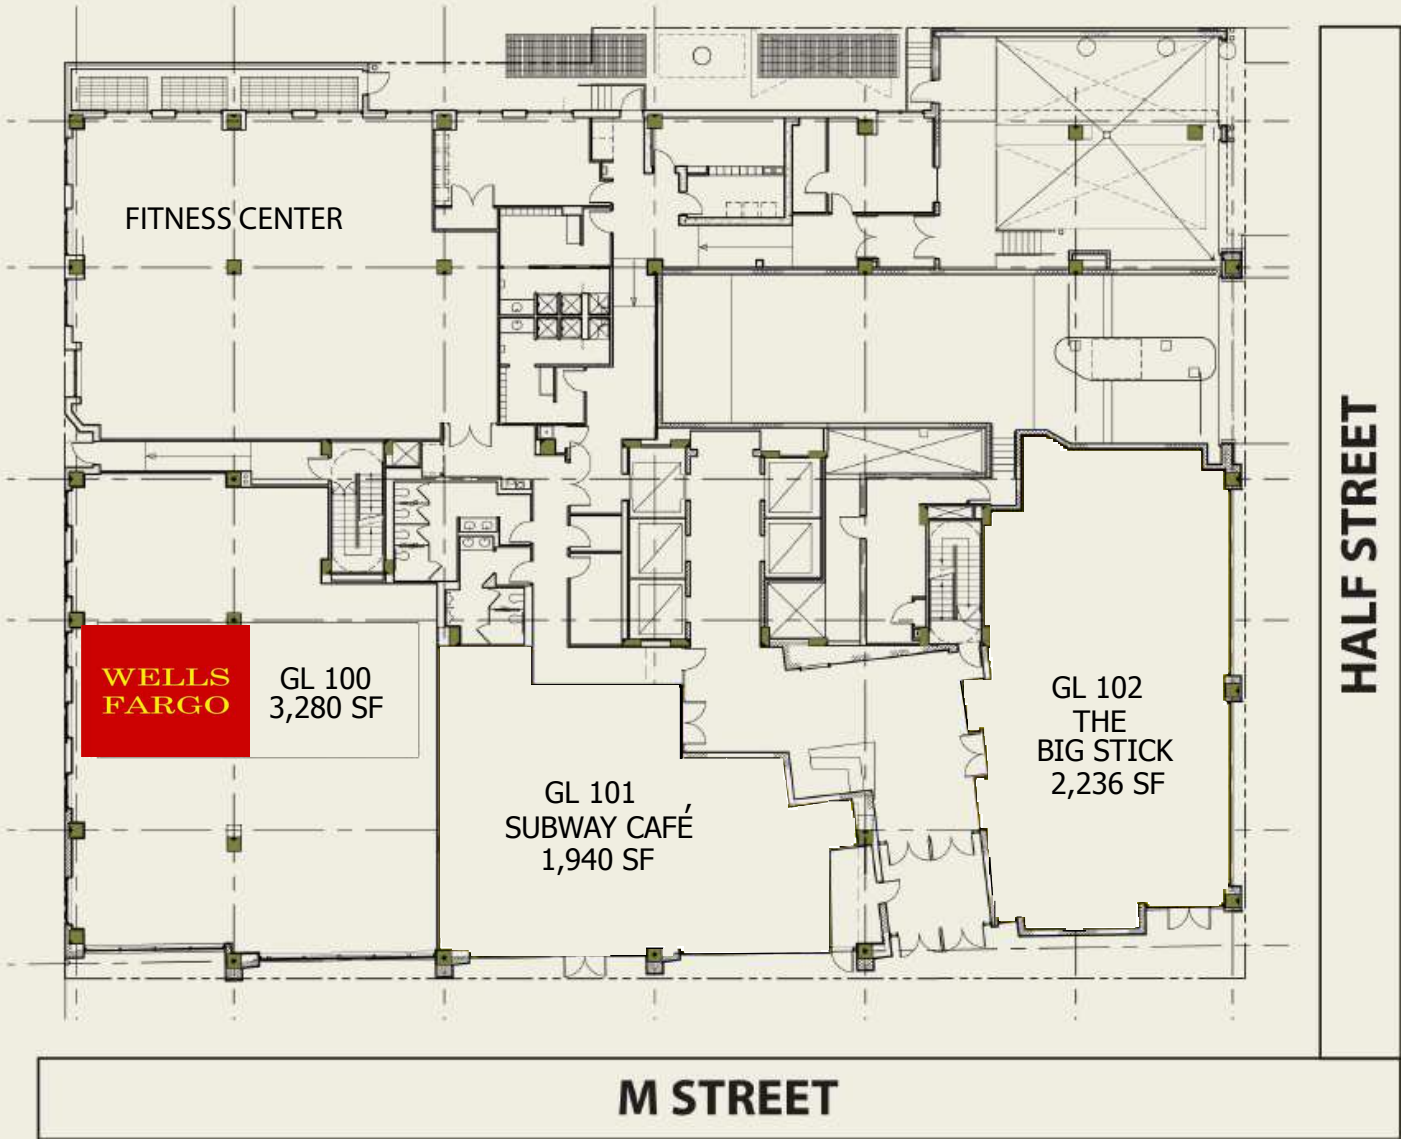 FITNESS CENTER
WELLS
FARGO
GL 100
3,280 SF
GL 101
SUBWAY CAFÉ
1,940 SF
GL 102
THE
BIG STICK
2,236 SF
HALF STREET
M STREET